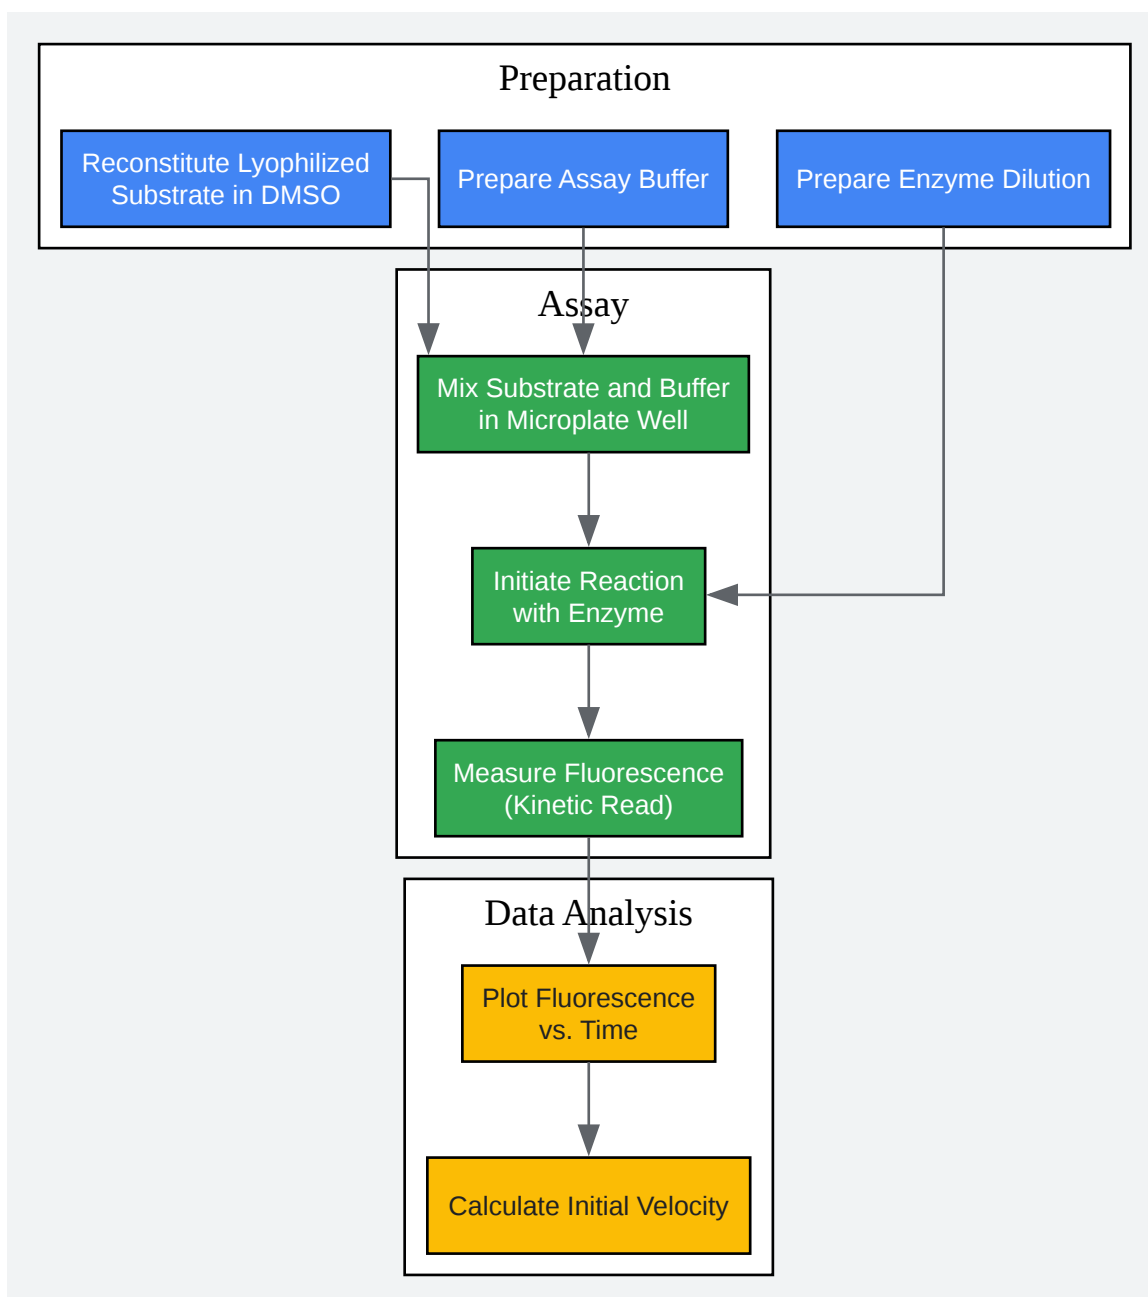 Preparation
Reconstitute Lyophilized
Substrate in DMSO
Prepare Assay Buffer
Prepare Enzyme Dilution
Assay
Mix Substrate and Buffer
in Microplate Well
Initiate Reaction
with Enzyme
Measure Fluorescence
(Kinetic Read)
Data Analysis
Plot Fluorescence
vs. Time
Calculate Initial Velocity